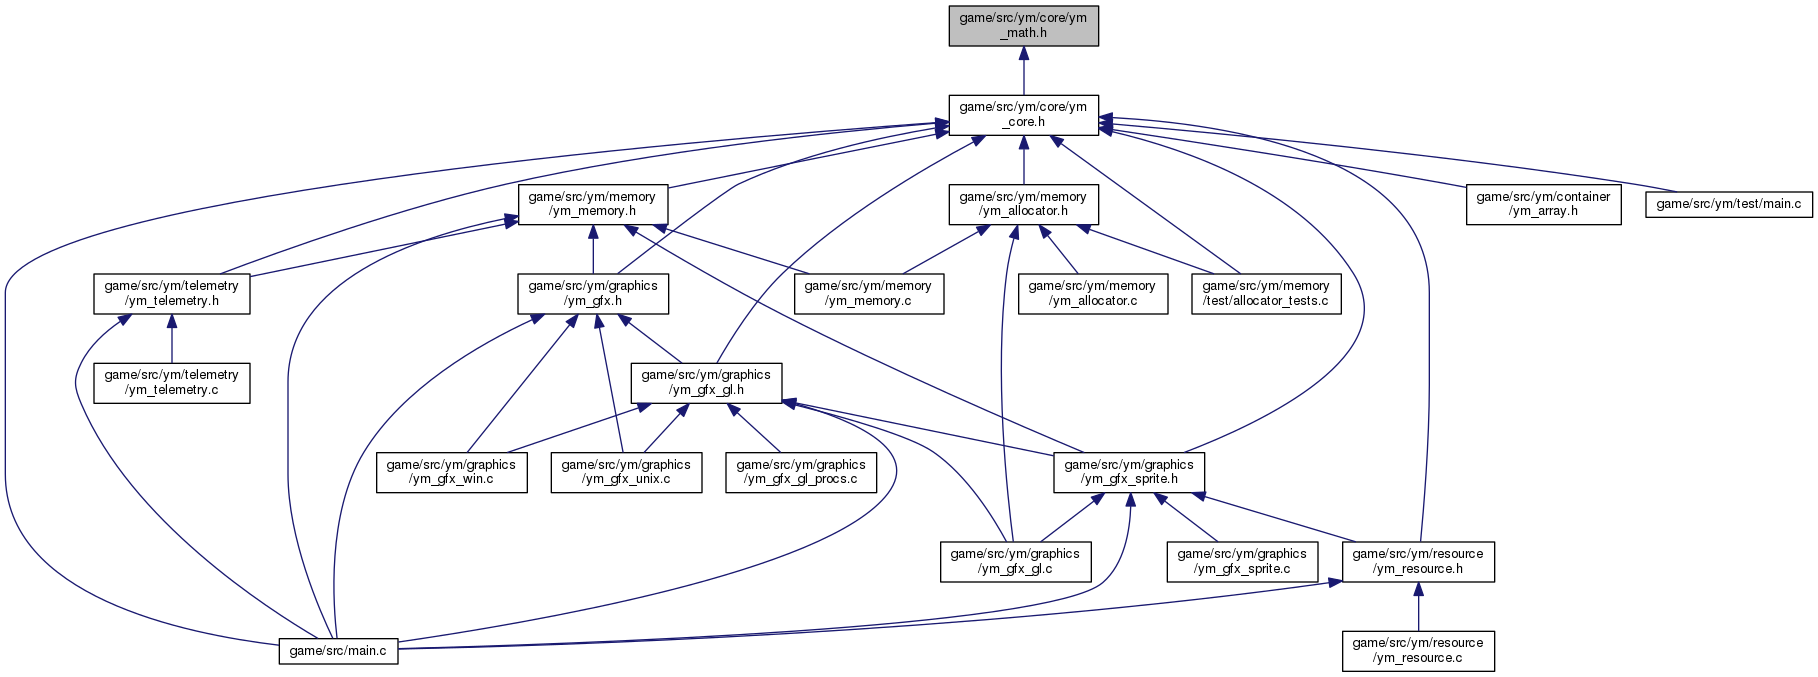 game/src/ym/core/ym
_math.h
game/src/ym/core/ym
_core.h
game/src/ym/memory
/ym_memory.h
game/src/ym/memory
/ym_allocator.h
game/src/ym/container
/ym_array.h
game/src/ym/test/main.c
game/src/ym/telemetry
/ym_telemetry.h
game/src/ym/graphics
/ym_gfx.h
game/src/ym/memory
/ym_memory.c
game/src/ym/memory
/ym_allocator.c
game/src/ym/memory
/test/allocator_tests.c
game/src/ym/telemetry
/ym_telemetry.c
game/src/ym/graphics
/ym_gfx_gl.h
game/src/ym/graphics
/ym_gfx_win.c
game/src/ym/graphics
/ym_gfx_unix.c
game/src/ym/graphics
/ym_gfx_gl_procs.c
game/src/ym/graphics
/ym_gfx_sprite.h
game/src/ym/graphics
/ym_gfx_gl.c
game/src/ym/graphics
/ym_gfx_sprite.c
game/src/ym/resource
/ym_resource.h
game/src/main.c
game/src/ym/resource
/ym_resource.c